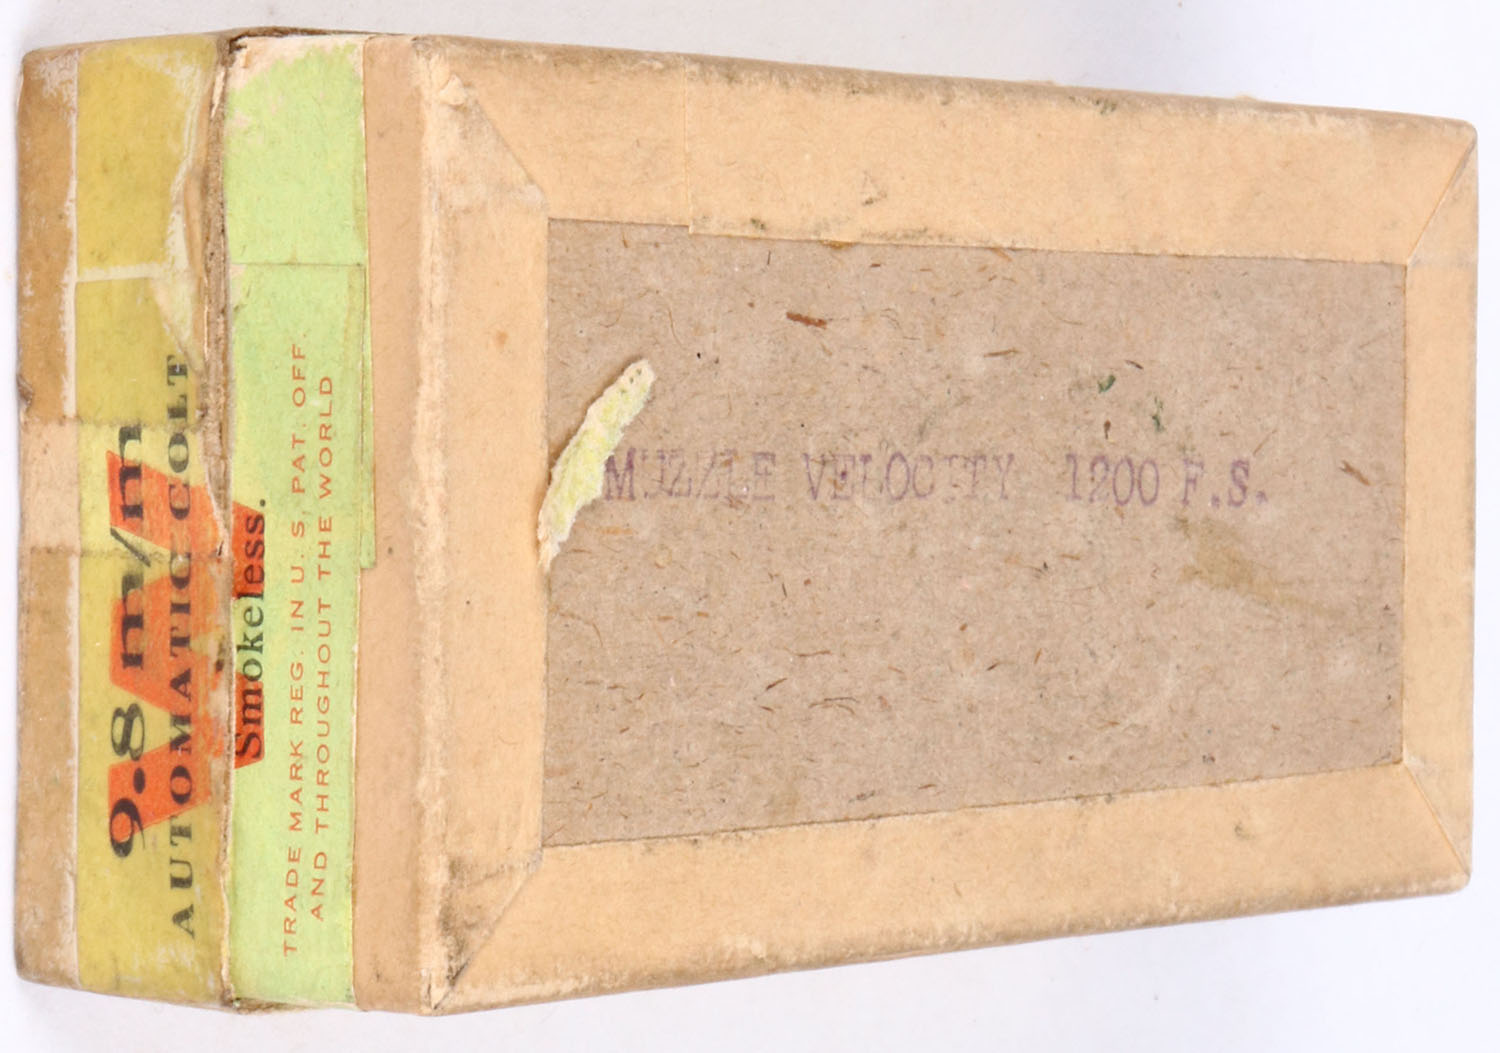 9.8 m/m
AUTOMATIC COLT
Smokeless.
TRADE MARK REG. IN U.S. PAT. OFF.
AND THROUGHOUT THE WORLD
MUZZLE VELOCITY 1200 F.S.